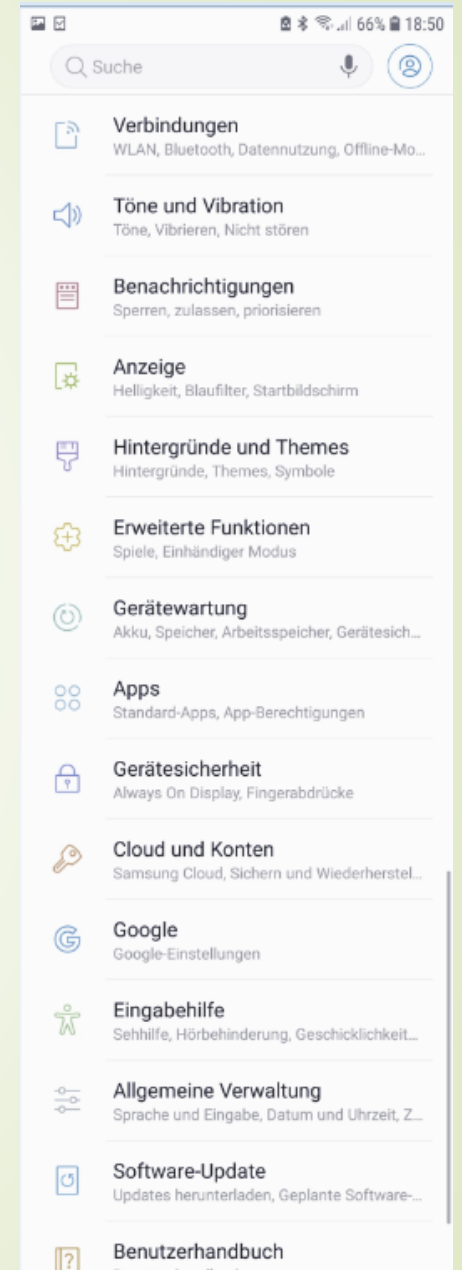 66% 18:50
Suche
Verbindungen
WLAN, Bluetooth, Datennutzung, Offline-Mo...
Töne und Vibration
Töne, Vibrieren, Nicht stören
Benachrichtigungen
Sperren, zulassen, priorisieren
Anzeige
Helligkeit, Blaufilter, Startbildschirm
Hintergründe und Themes
Hintergründe, Themes, Symbole
Erweiterte Funktionen
Spiele, Einhändiger Modus
Gerätewartung
Akku, Speicher, Arbeitsspeicher, Gerätesich...
Apps
Standard-Apps, App-Berechtigungen
Gerätesicherheit
Always On Display, Fingerabdrücke
Cloud und Konten
Samsung Cloud, Sichern und Wiederherstel...
Google
Google-Einstellungen
Eingabehilfe
Sehhilfe, Hörbehinderung, Geschicklichkeit...
Allgemeine Verwaltung
Sprache und Eingabe, Datum und Uhrzeit, Z...
Software-Update
Updates herunterladen, Geplante Software-...
Benutzerhandbuch